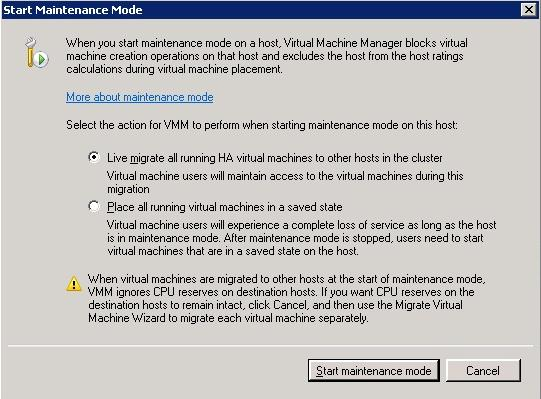 Start Maintenance Mode
When you start maintenance mode on a host, Virtual Machine Manager blocks virtual
machine creation operations on that host and excludes the host from the host ratings
calculations during virtual machine placement.
More about maintenance mode
Select the action for VMM to perform when starting maintenance mode on this host:
Live migrate all running HA virtual machines to other hosts in the cluster
Virtual machine users will maintain access to the virtual machines during this
migration
Place all running virtual machines in a saved state
Virtual machine users will experience a complete loss of service as long as the host
is in maintenance mode. After maintenance mode is stopped, users need to start
virtual machines that are in a saved state on the host.
When virtual machines are migrated to other hosts at the start of maintenance mode,
VMM ignores CPU reserves on destination hosts. If you want CPU reserves on the
destination hosts to remain intact, click Cancel, and then use the Migrate Virtual
Machine Wizard to migrate each virtual machine separately.
Start maintenance mode
Cancel